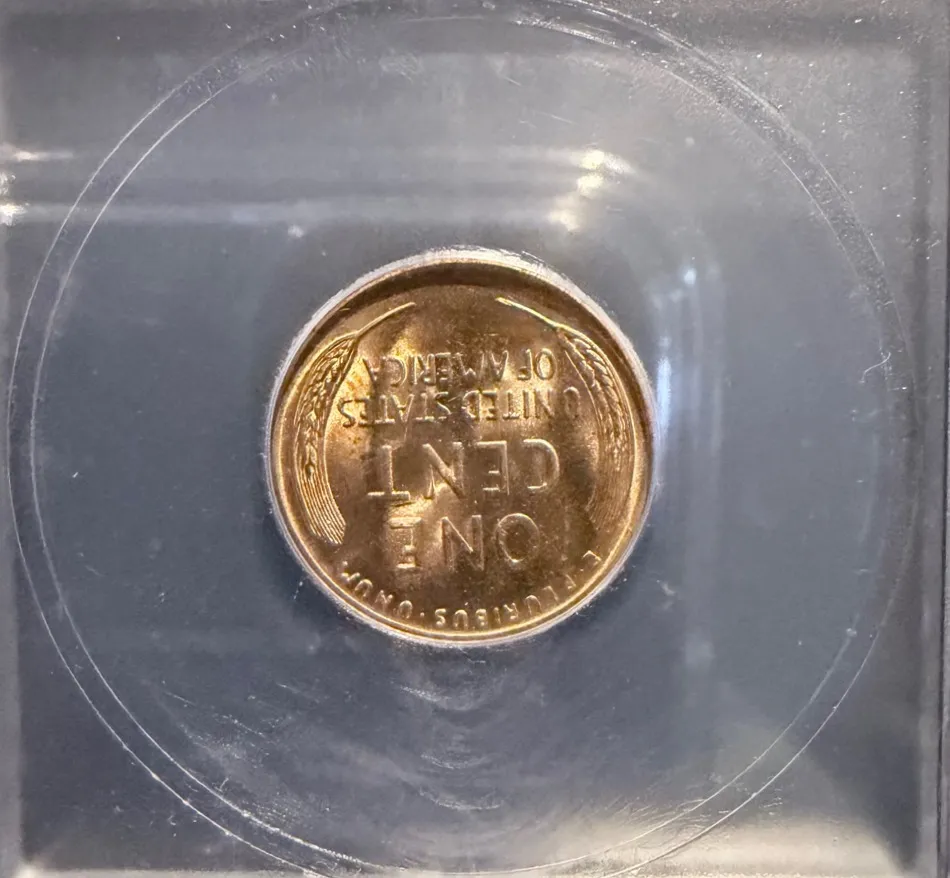 E·PLURIBUS·UNUM
ONE
CENT
UNITED STATES
OF AMERICA